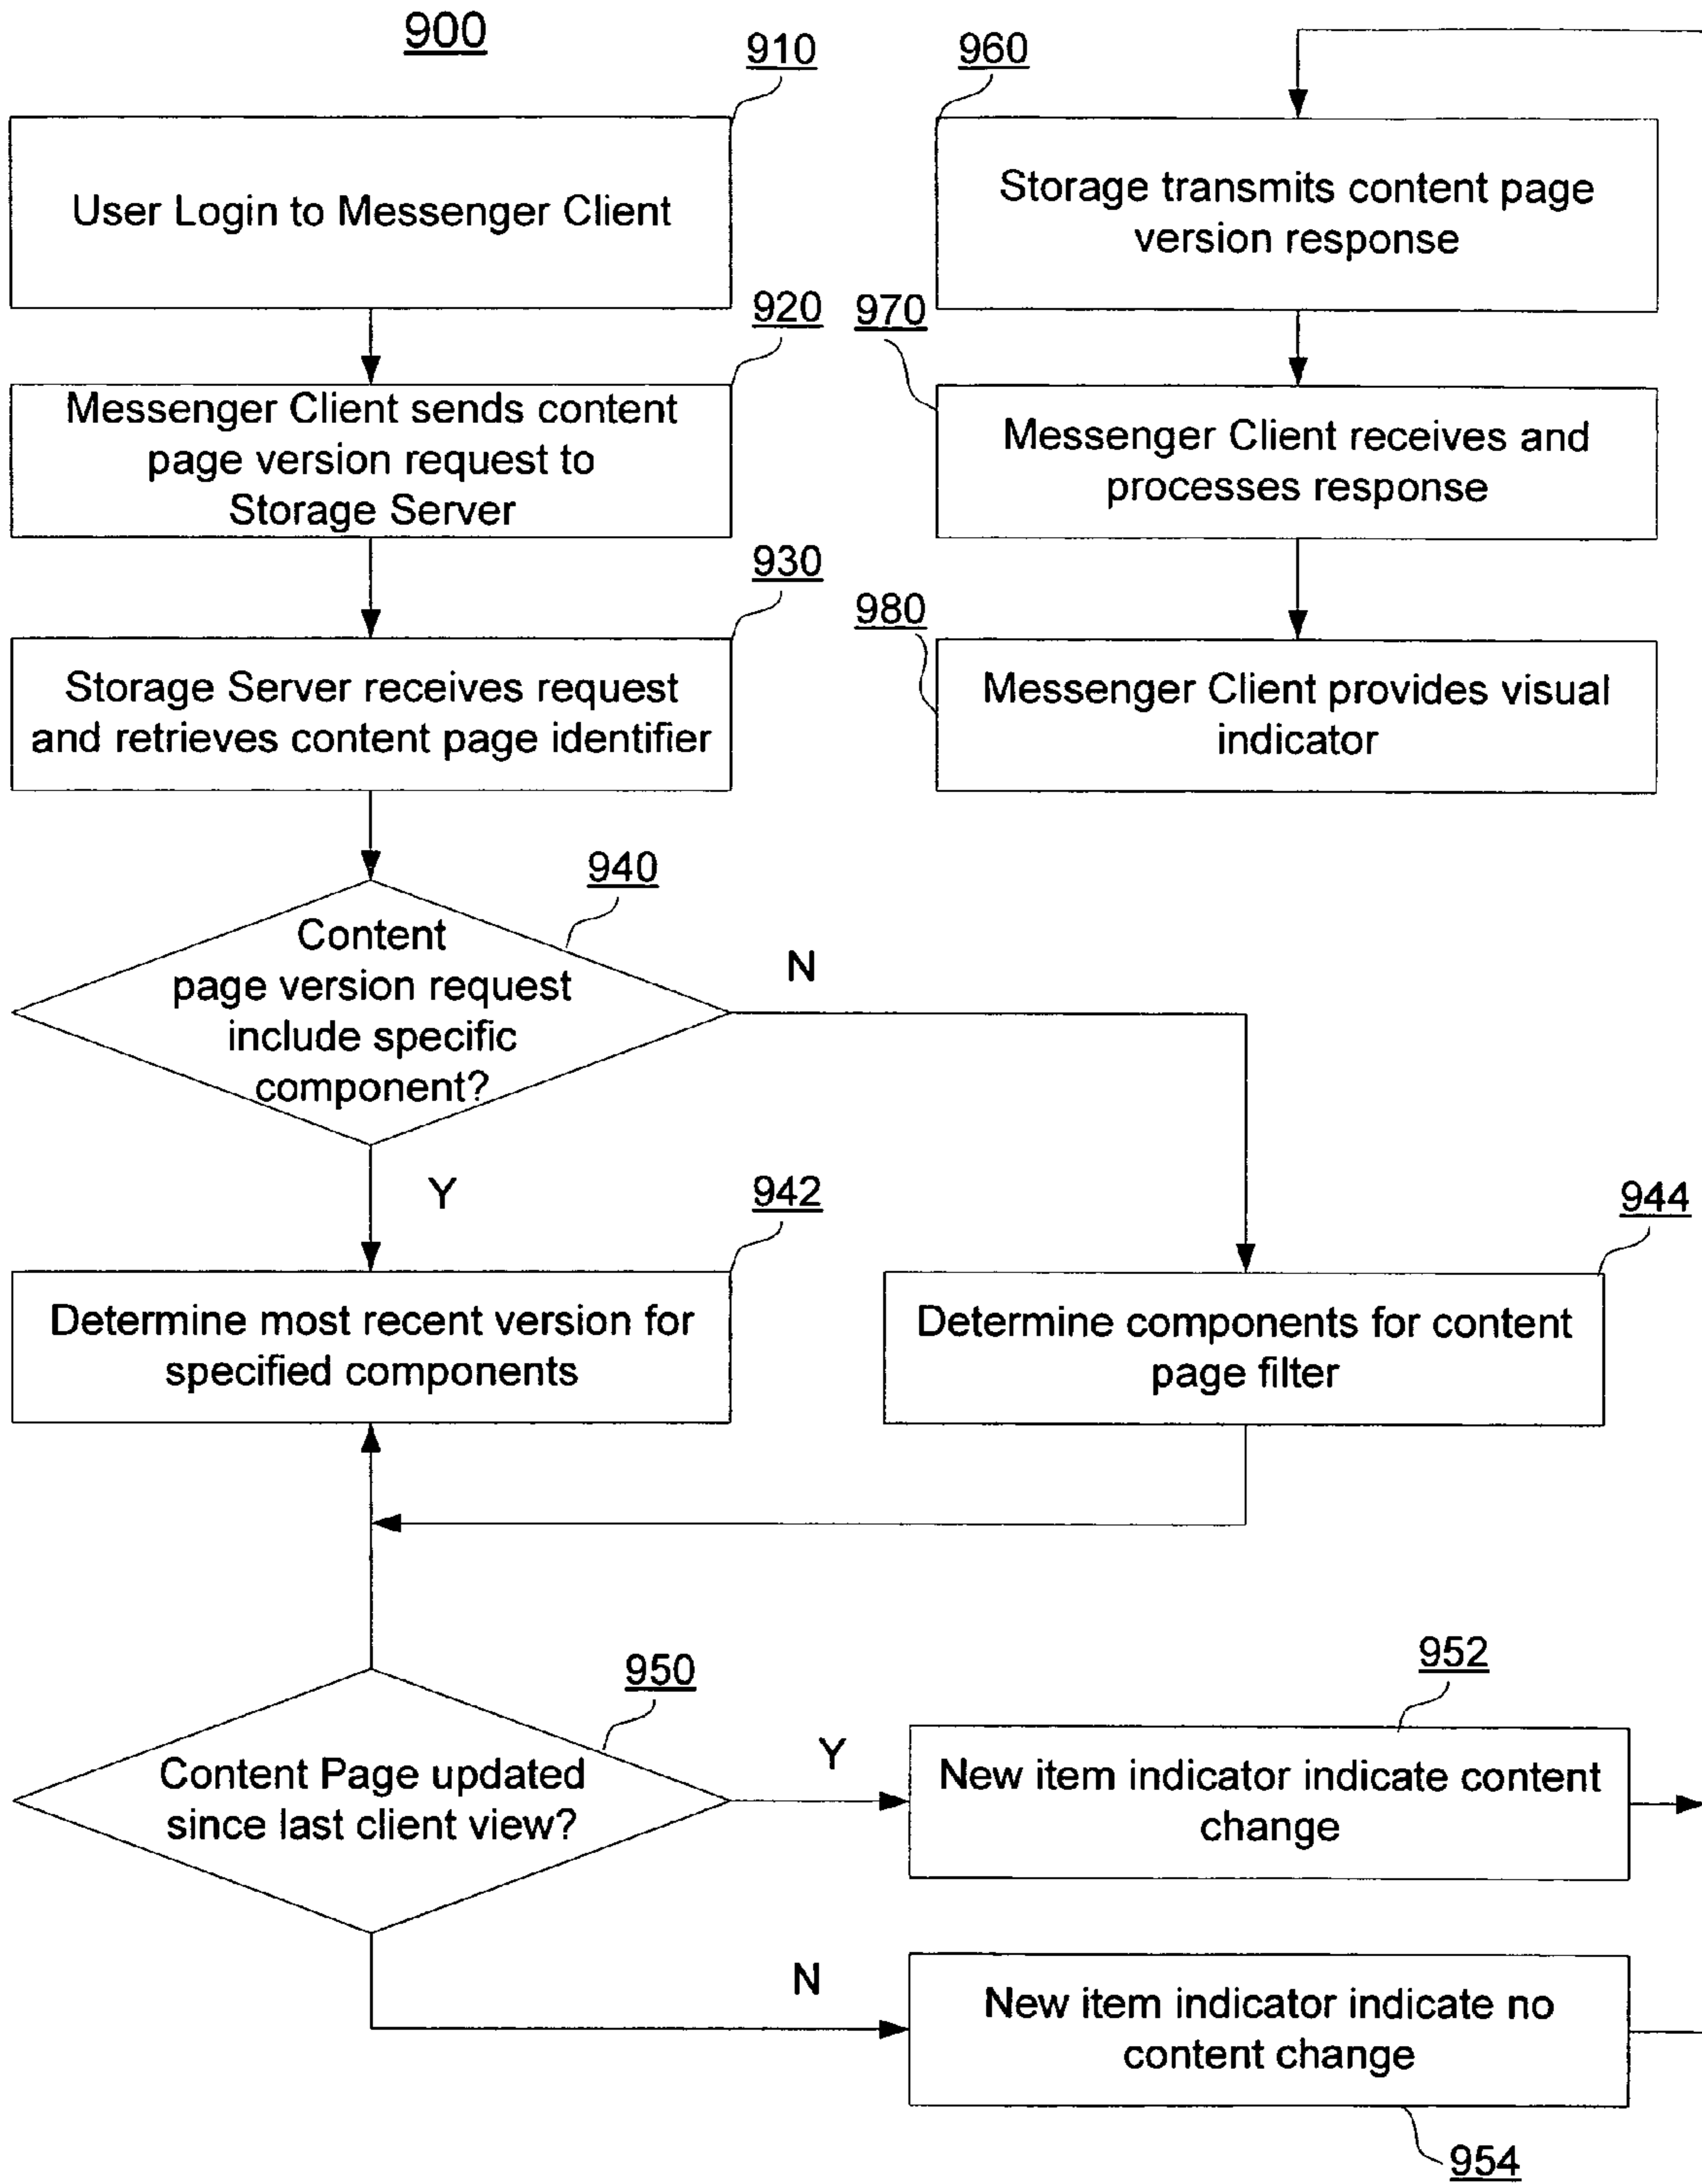 900
910
User Login to Messenger Client
920
Messenger Client sends content
page version request to
Storage Server
930
Storage Server receives request
and retrieves content page identifier
940
Content
page version request
include specific
component?
N
Y
942
Determine most recent version for
specified components
944
Determine components for content
page filter
950
Content Page updated
since last client view?
Y
952
New item indicator indicate content
change
N
New item indicator indicate no
content change
954
960
Storage transmits content page
version response
970
Messenger Client receives and
processes response
980
Messenger Client provides visual
indicator